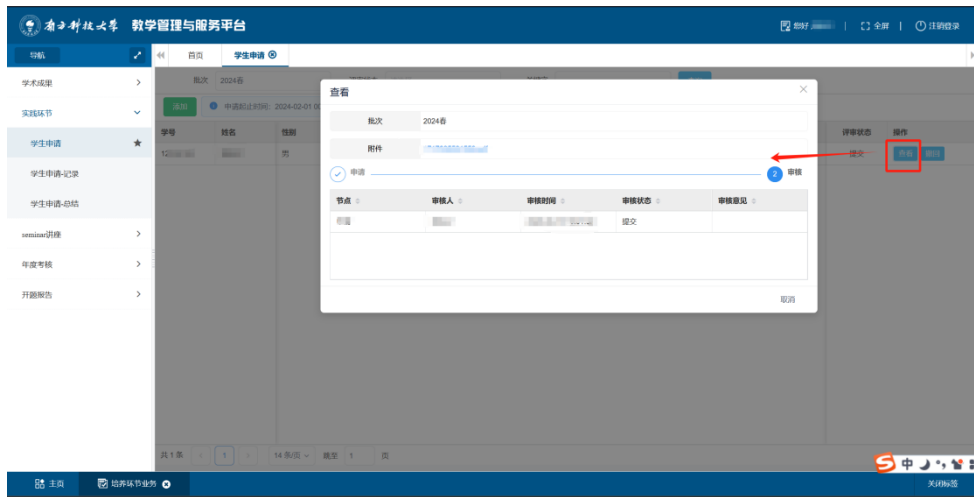 南方科技大学 教学管理与服务平台
您好
全屏
注销登录
导航
首页
学生申请
学术成果
实践环节
学生申请
学生申请-记录
学生申请-总结
seminar讲座
年度考核
开题报告
批次 2024春
添加
申请起止时间: 2024-02-01 00
学号 姓名 性别 评审状态 操作
男 提交 查看 撤回
查看
批次 2024春
附件
申请
2 审核
节点 审核人 审核时间 审核状态 审核意见
提交
取消
共 1 条 1 14 条/页 跳至 1 页
中
主页
培养环节业务
关闭标签